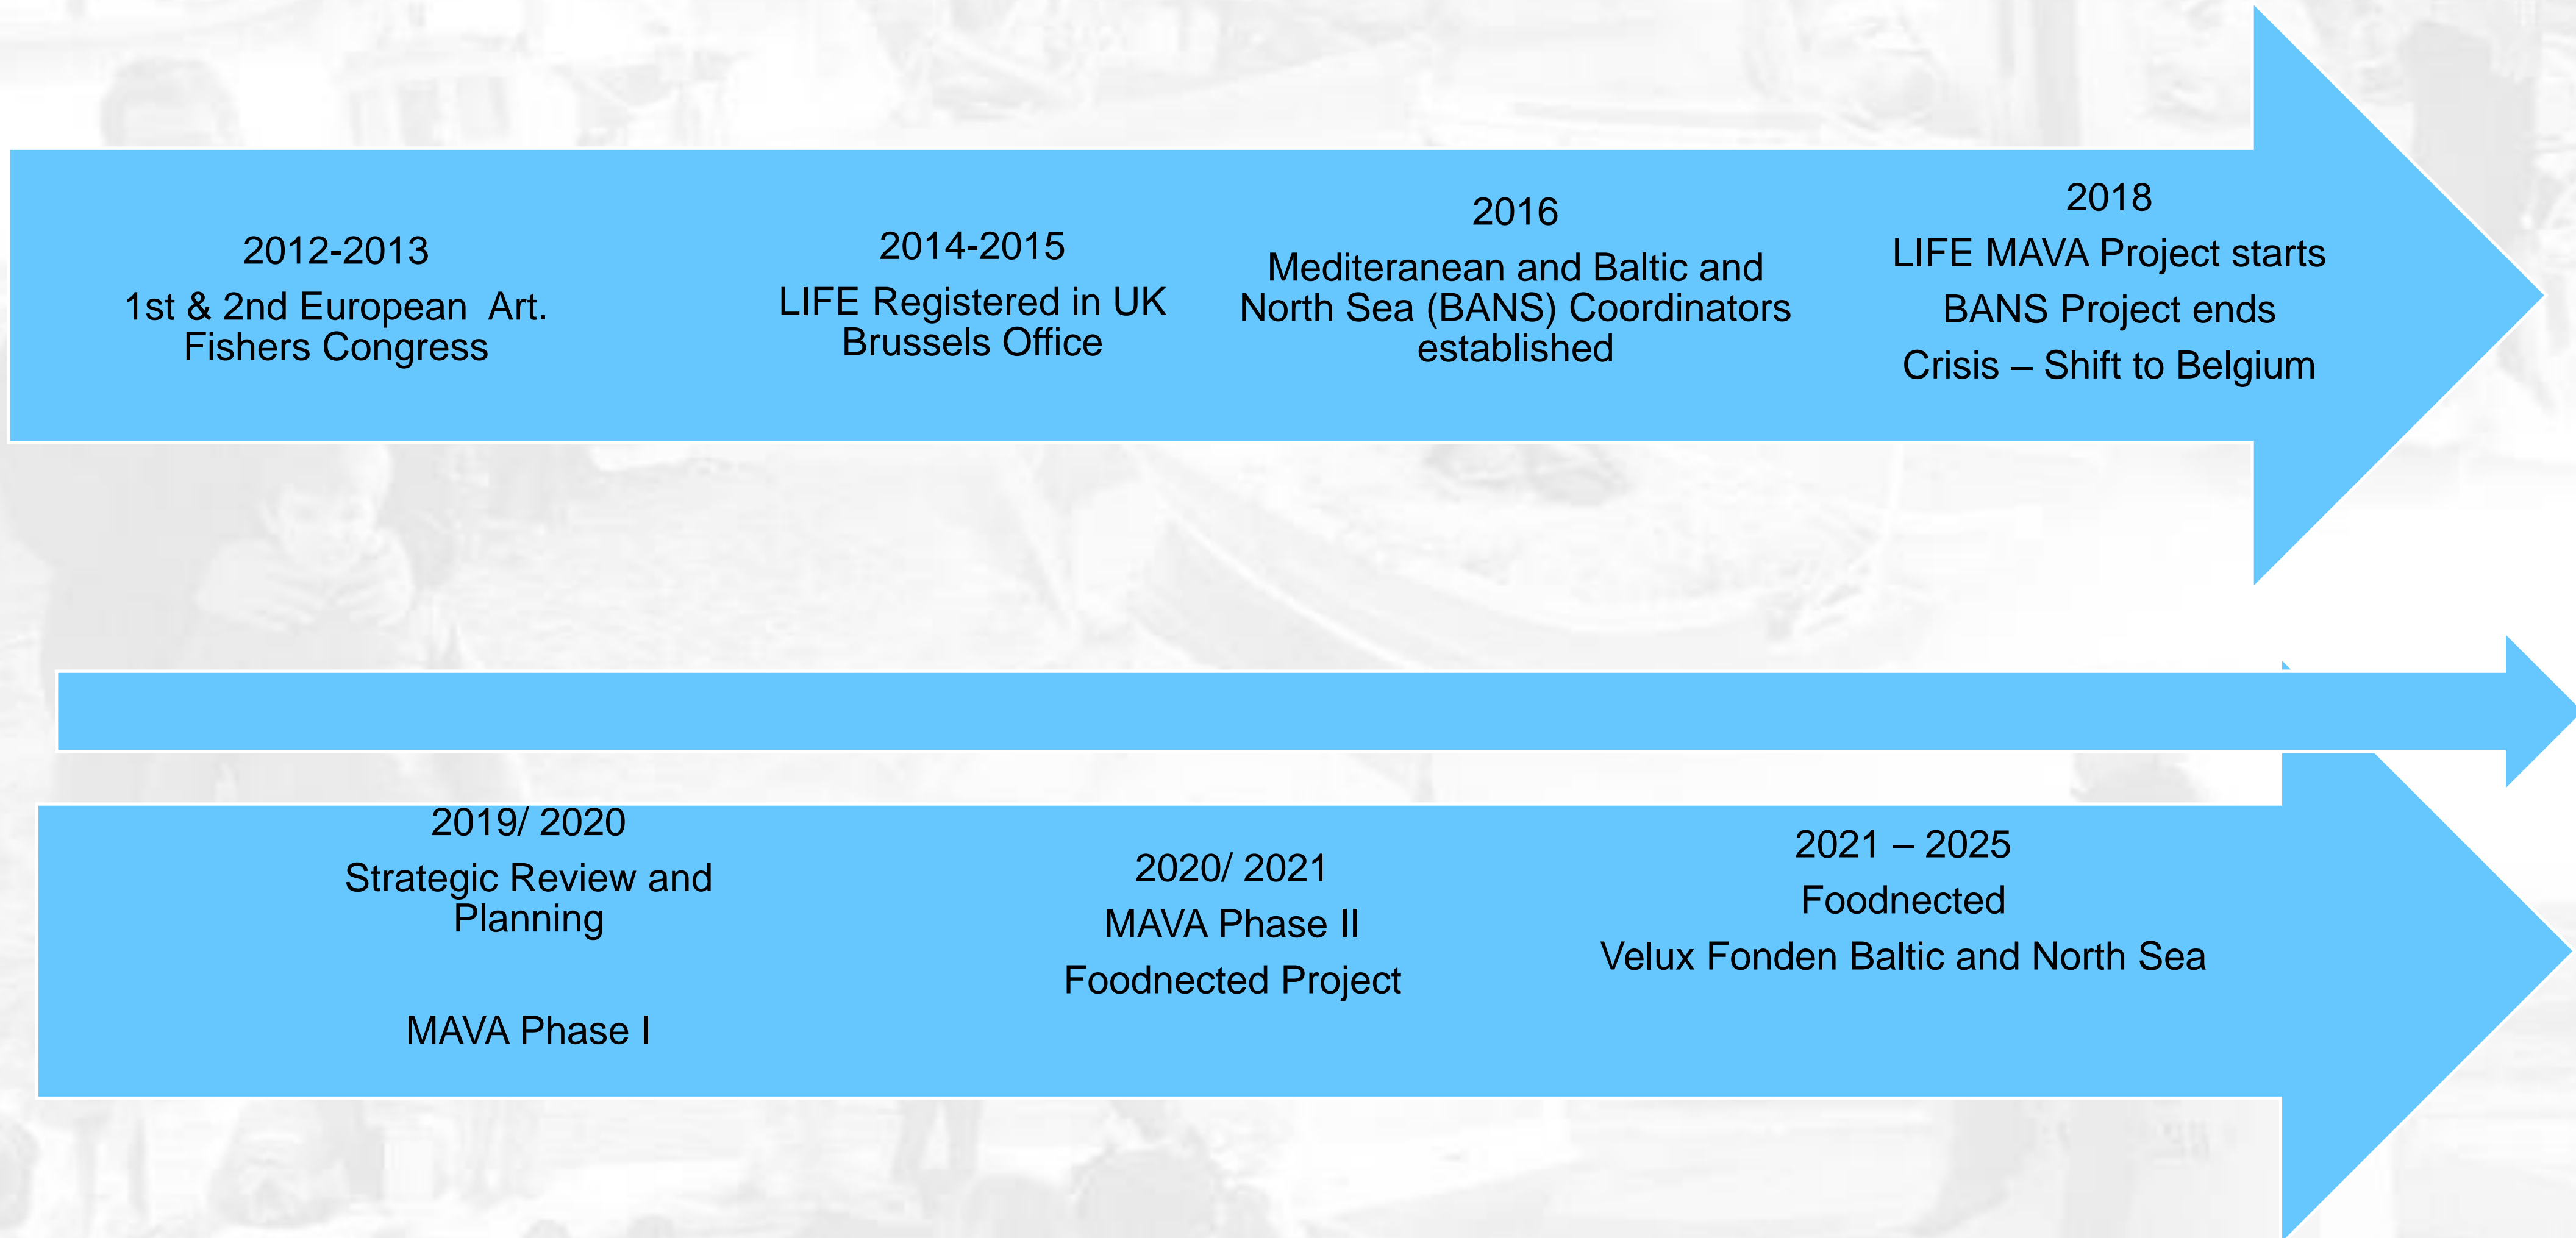 2012-2013
1st & 2nd European Art.
Fishers Congress
2014-2015
LIFE Registered in UK
Brussels Office
2016
Mediteranean and Baltic and
North Sea (BANS) Coordinators
established
2018
LIFE MAVA Project starts
BANS Project ends
Crisis – Shift to Belgium
2019/ 2020
Strategic Review and
Planning
MAVA Phase I
2020/ 2021
MAVA Phase II
Foodnected Project
2021 – 2025
Foodnected
Velux Fonden Baltic and North Sea